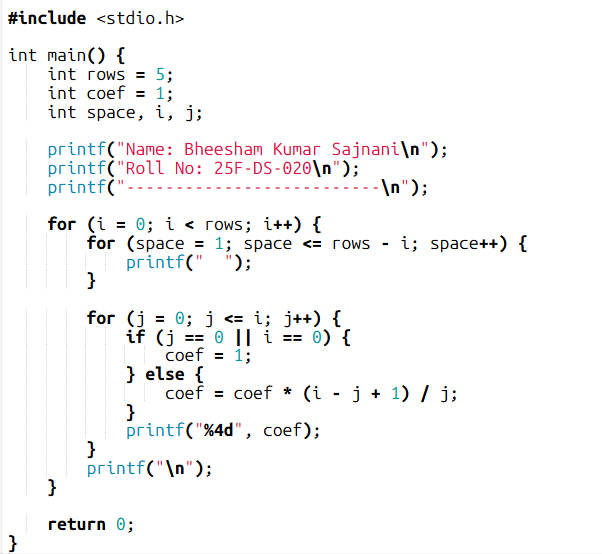 #include <stdio.h>

int main() {
    int rows = 5;
    int coef = 1;
    int space, i, j;

    printf("Name: Bheesham Kumar Sajnani\n");
    printf("Roll No: 25F-DS-020\n");
    printf("--------------------------\n");

    for (i = 0; i < rows; i++) {
        for (space = 1; space <= rows - i; space++) {
            printf("  ");
        }

        for (j = 0; j <= i; j++) {
            if (j == 0 || i == 0) {
                coef = 1;
            } else {
                coef = coef * (i - j + 1) / j;
            }
            printf("%4d", coef);
        }
        printf("\n");
    }

    return 0;
}